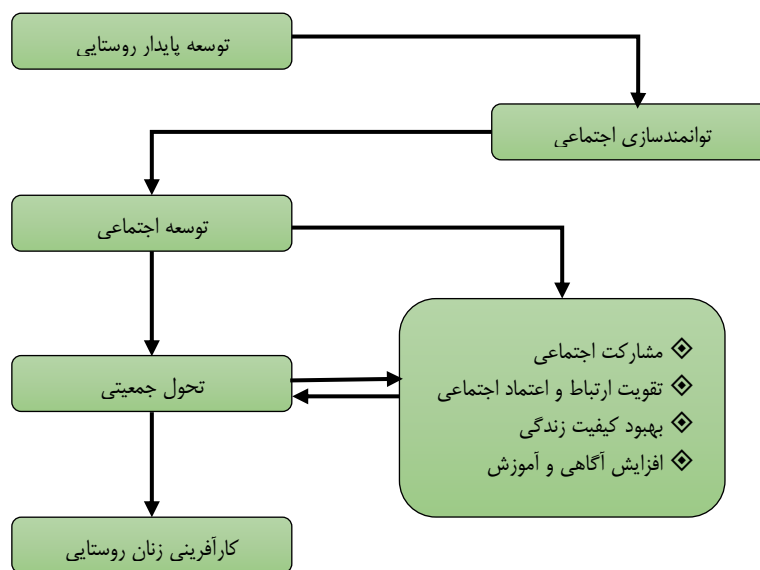 توسعه پایدار روستایی
توانمندسازی اجتماعی
توسعه اجتماعی
مشارکت اجتماعی
تقویت ارتباط و اعتماد اجتماعی
بهبود کیفیت زندگی
افزایش آگاهی و آموزش
تحول جمعیتی
کارآفرینی زنان روستایی